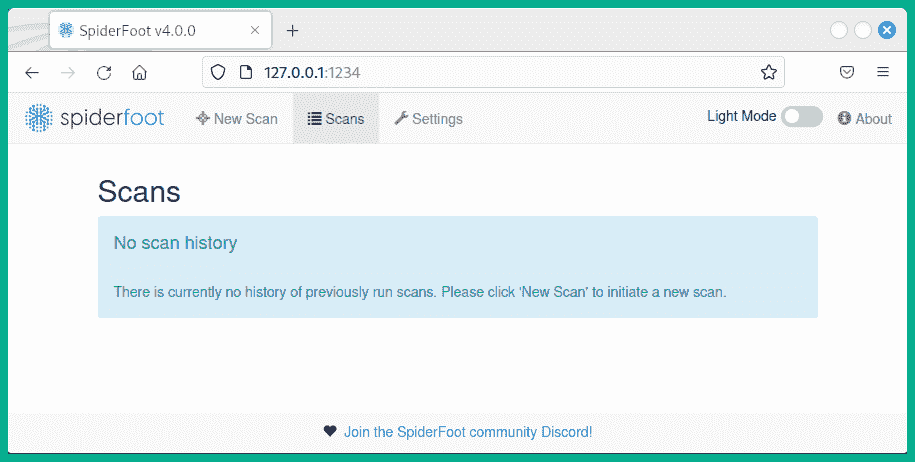 SpiderFoot v4.0.0
127.0.0.1:1234
spiderfoot New Scan Scans Settings Light Mode About
Scans
No scan history
There is currently no history of previously run scans. Please click 'New Scan' to initiate a new scan.
Join the SpiderFoot community Discord!